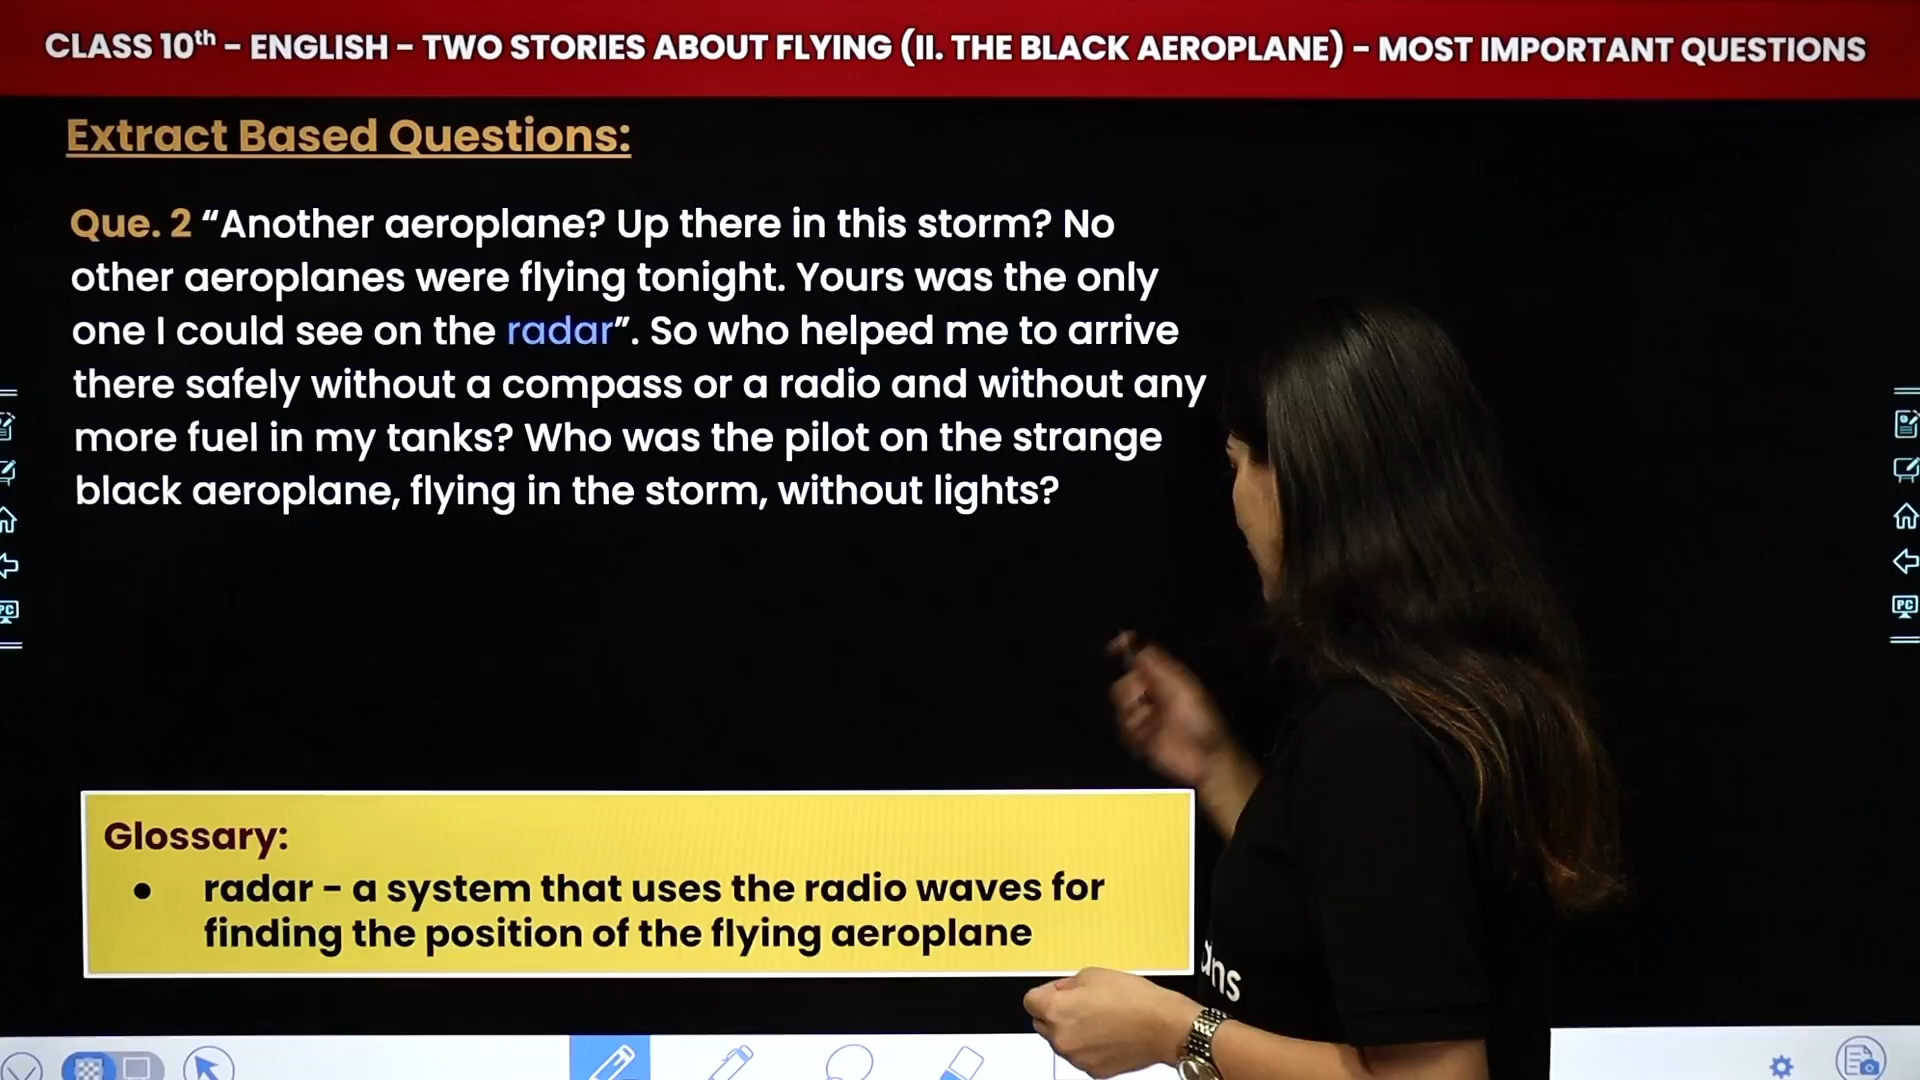 CLASS 10th - ENGLISH - TWO STORIES ABOUT FLYING (II. THE BLACK AEROPLANE) - MOST IMPORTANT QUESTIONS
Extract Based Questions:
Que. 2 “Another aeroplane? Up there in this storm? No
other aeroplanes were flying tonight. Yours was the only
one I could see on the radar”. So who helped me to arrive
there safely without a compass or a radio and without any
more fuel in my tanks? Who was the pilot on the strange
black aeroplane, flying in the storm, without lights?
Glossary:
● radar - a system that uses the radio waves for
finding the position of the flying aeroplane
PC
PC